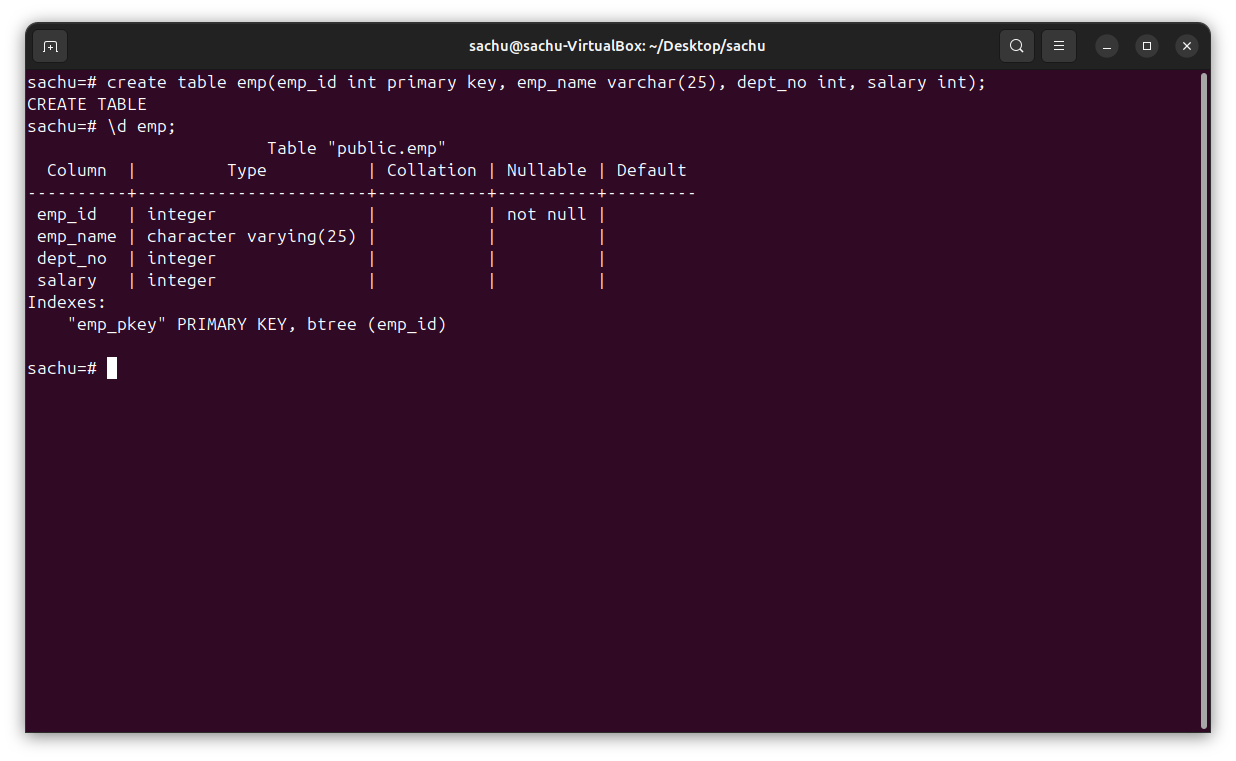 sachu@sachu-VirtualBox: ~/Desktop/sachu
sachu=# create table emp(emp_id int primary key, emp_name varchar(25), dept_no int, salary int);
CREATE TABLE
sachu=# \d emp;
                        Table "public.emp"
  Column  |         Type          | Collation | Nullable | Default 
----------+-----------------------+-----------+----------+---------
 emp_id   | integer               |           | not null | 
 emp_name | character varying(25) |           |          | 
 dept_no  | integer               |           |          | 
 salary   | integer               |           |          | 
Indexes:
    "emp_pkey" PRIMARY KEY, btree (emp_id)
sachu=#